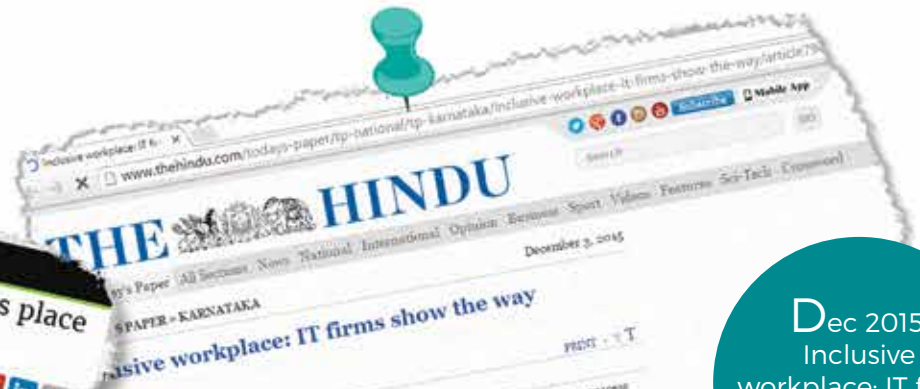 Inclusive workplace: IT fi
www.thehindu.com/todays-paper/tp-national/tp-karnataka/inclusive-workplace-it-firms-show-the-way/article79
Subscribe Mobile App
Search GO
THE HINDU
Paper All Sections News National International Opinion Business Sport Videos Features Sci-Tech Crossword
December 3, 2015
S PAPER » KARNATAKA
usive workplace: IT firms show the way
PRINT · T T
s place
in
Dec 2015
Inclusive
workplace: IT